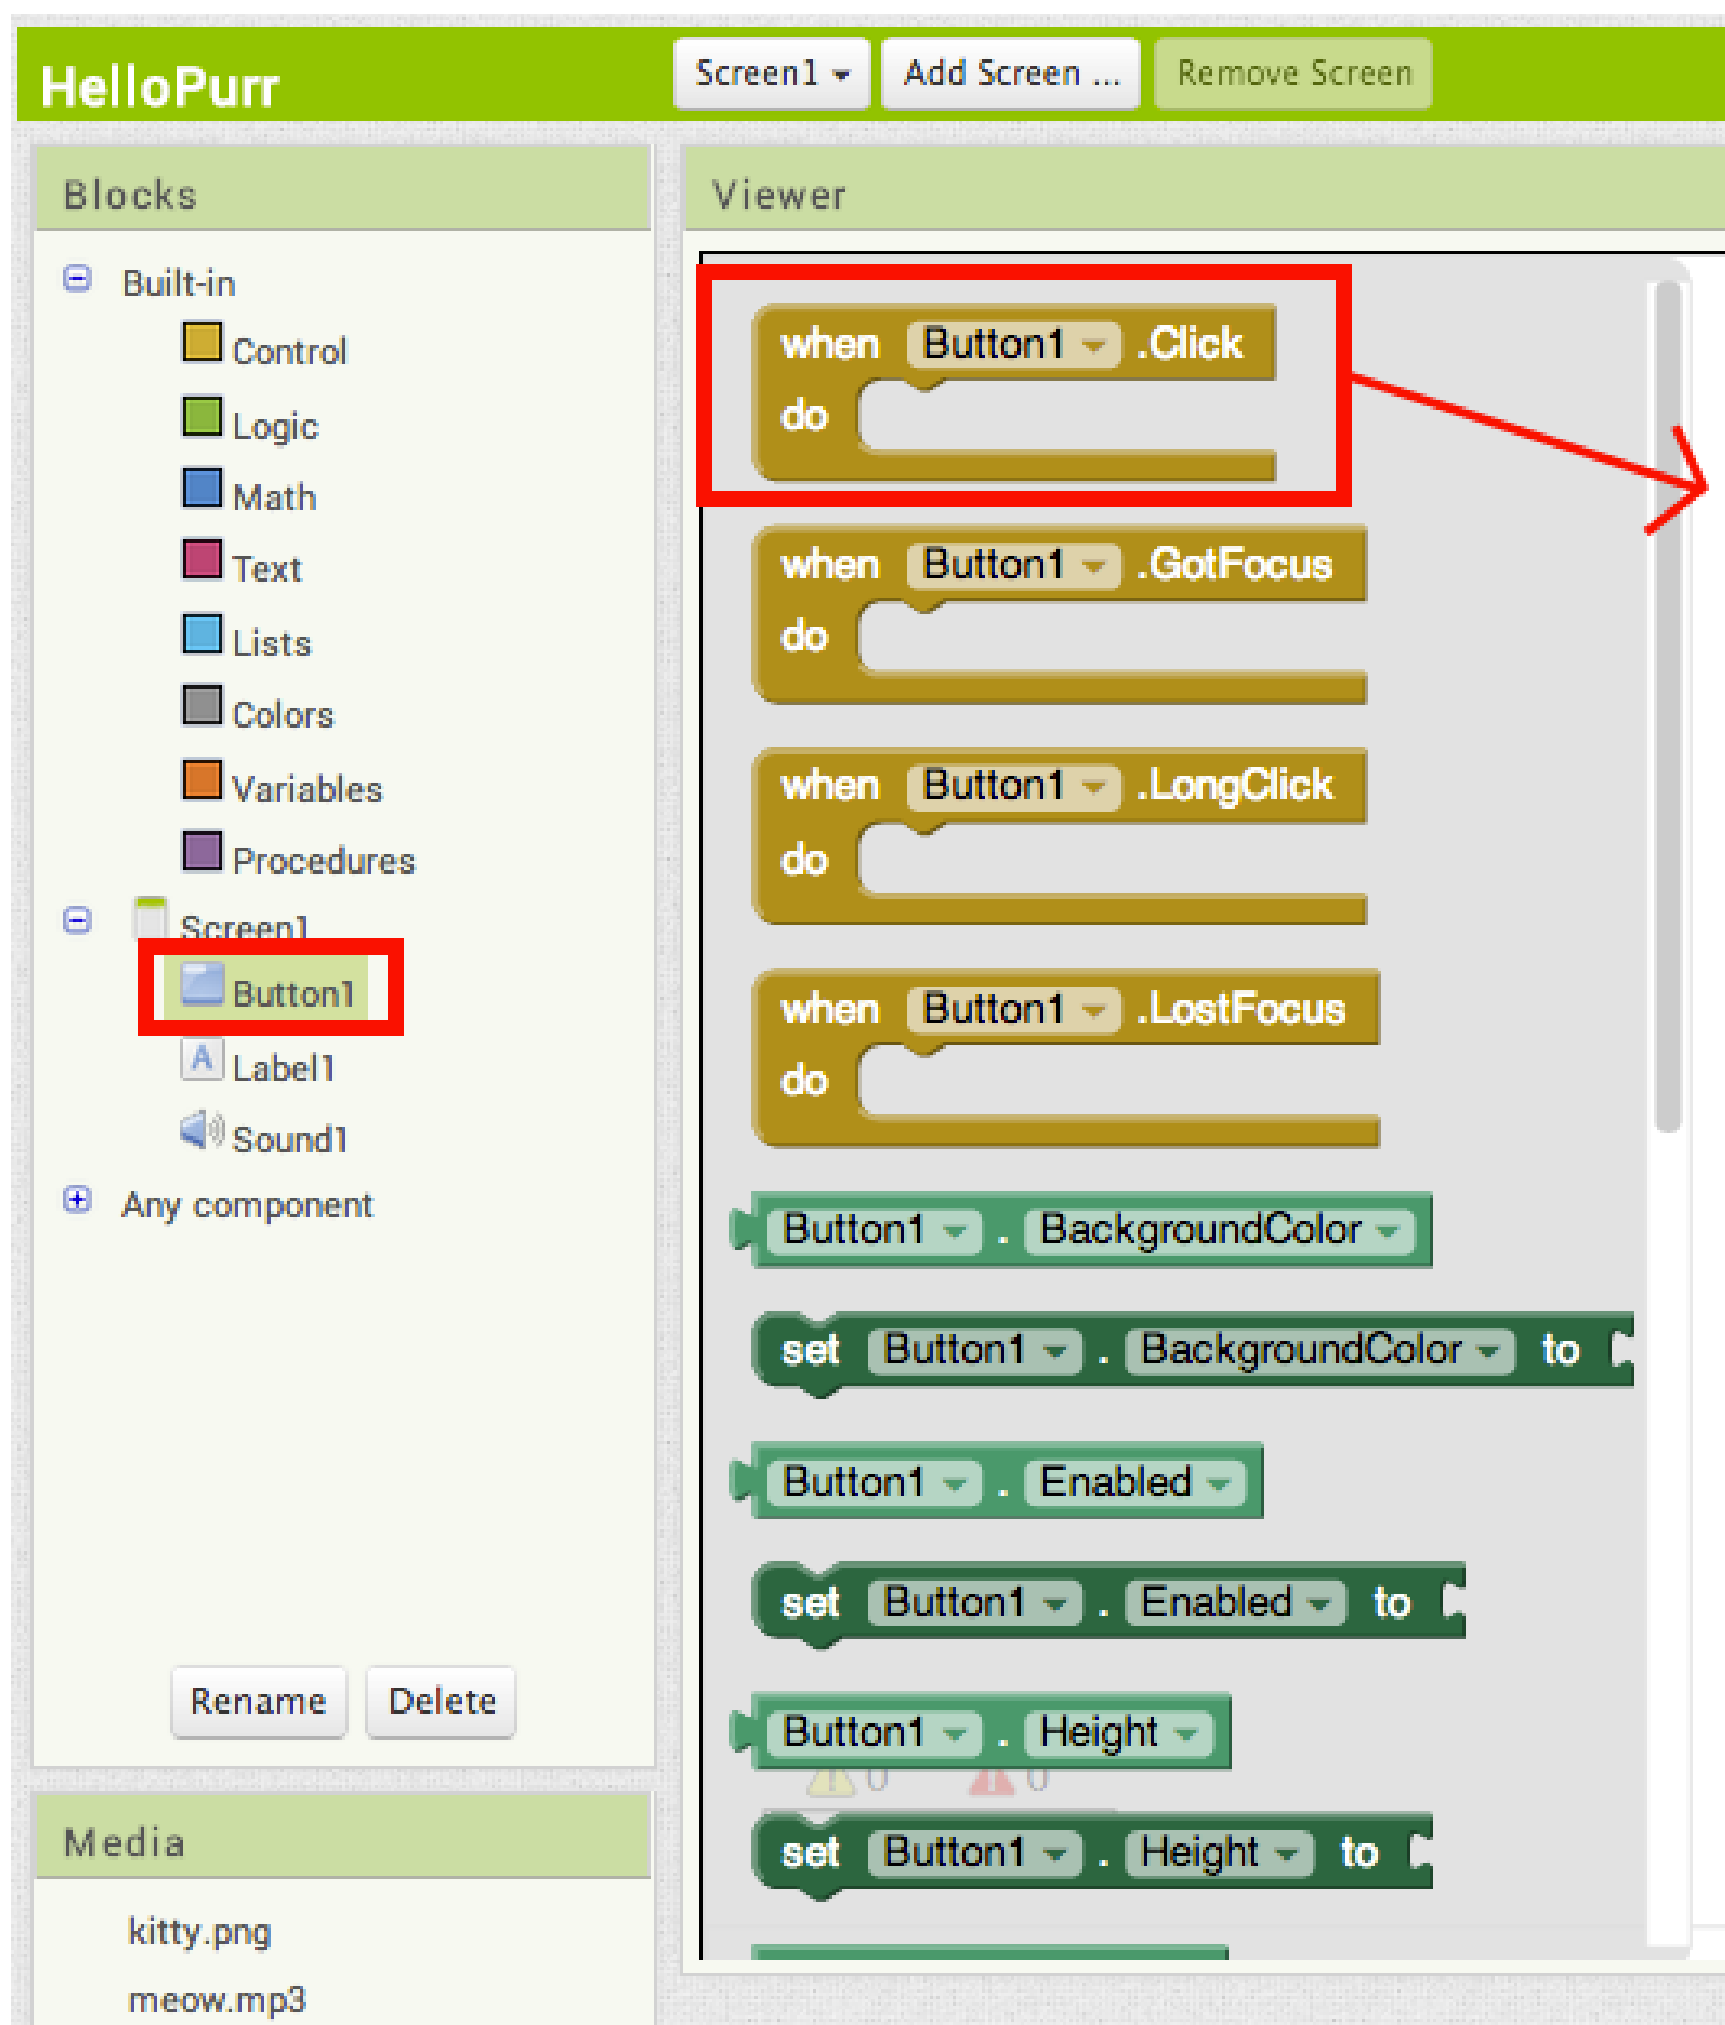 HelloPurr
Screen1 Add Screen ... Remove Screen
Blocks
Built-in
Control
Logic
Math
Text
Lists
Colors
Variables
Procedures
Screen1
Button1
Label1
Sound1
Any component
Rename Delete
Media
kitty.png
meow.mp3
Viewer
when Button1 .Click
do
when Button1 .GotFocus
do
when Button1 .LongClick
do
when Button1 .LostFocus
do
Button1 . BackgroundColor
set Button1 . BackgroundColor to
Button1 . Enabled
set Button1 . Enabled to
Button1 . Height
0 0
set Button1 . Height to